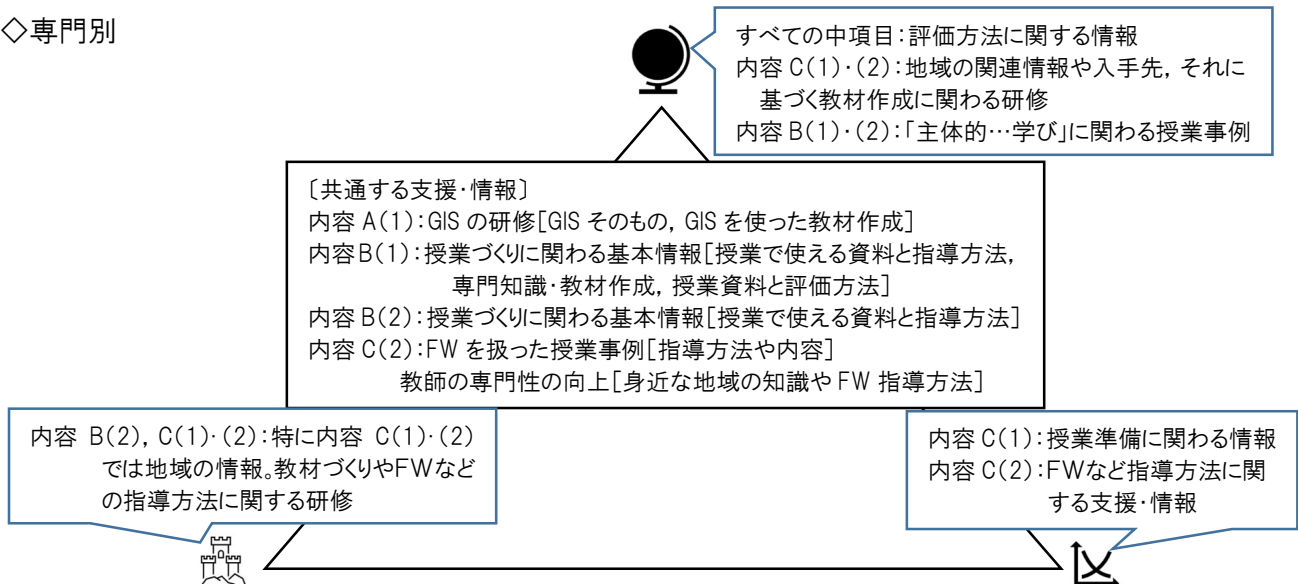 ◇専門別
すべての中項目：評価方法に関する情報
内容 C(1)・(2)：地域の関連情報や入手先，それに
基づく教材作成に関わる研修
内容 B(1)・(2)：「主体的…学び」に関わる授業事例
〔共通する支援・情報〕
内容 A(1)：GIS の研修［GIS そのもの，GIS を使った教材作成］
内容B(1)：授業づくりに関わる基本情報［授業で使える資料と指導方法，
専門知識・教材作成，授業資料と評価方法］
内容 B(2)：授業づくりに関わる基本情報［授業で使える資料と指導方法］
内容 C(2)：FW を扱った授業事例［指導方法や内容］
教師の専門性の向上［身近な地域の知識や FW 指導方法］
内容 B(2)，C(1)・(2)：特に内容 C(1)・(2)
では地域の情報。教材づくりやFWなど
の指導方法に関する研修
内容 C(1)：授業準備に関わる情報
内容 C(2)：FWなど指導方法に関
する支援・情報